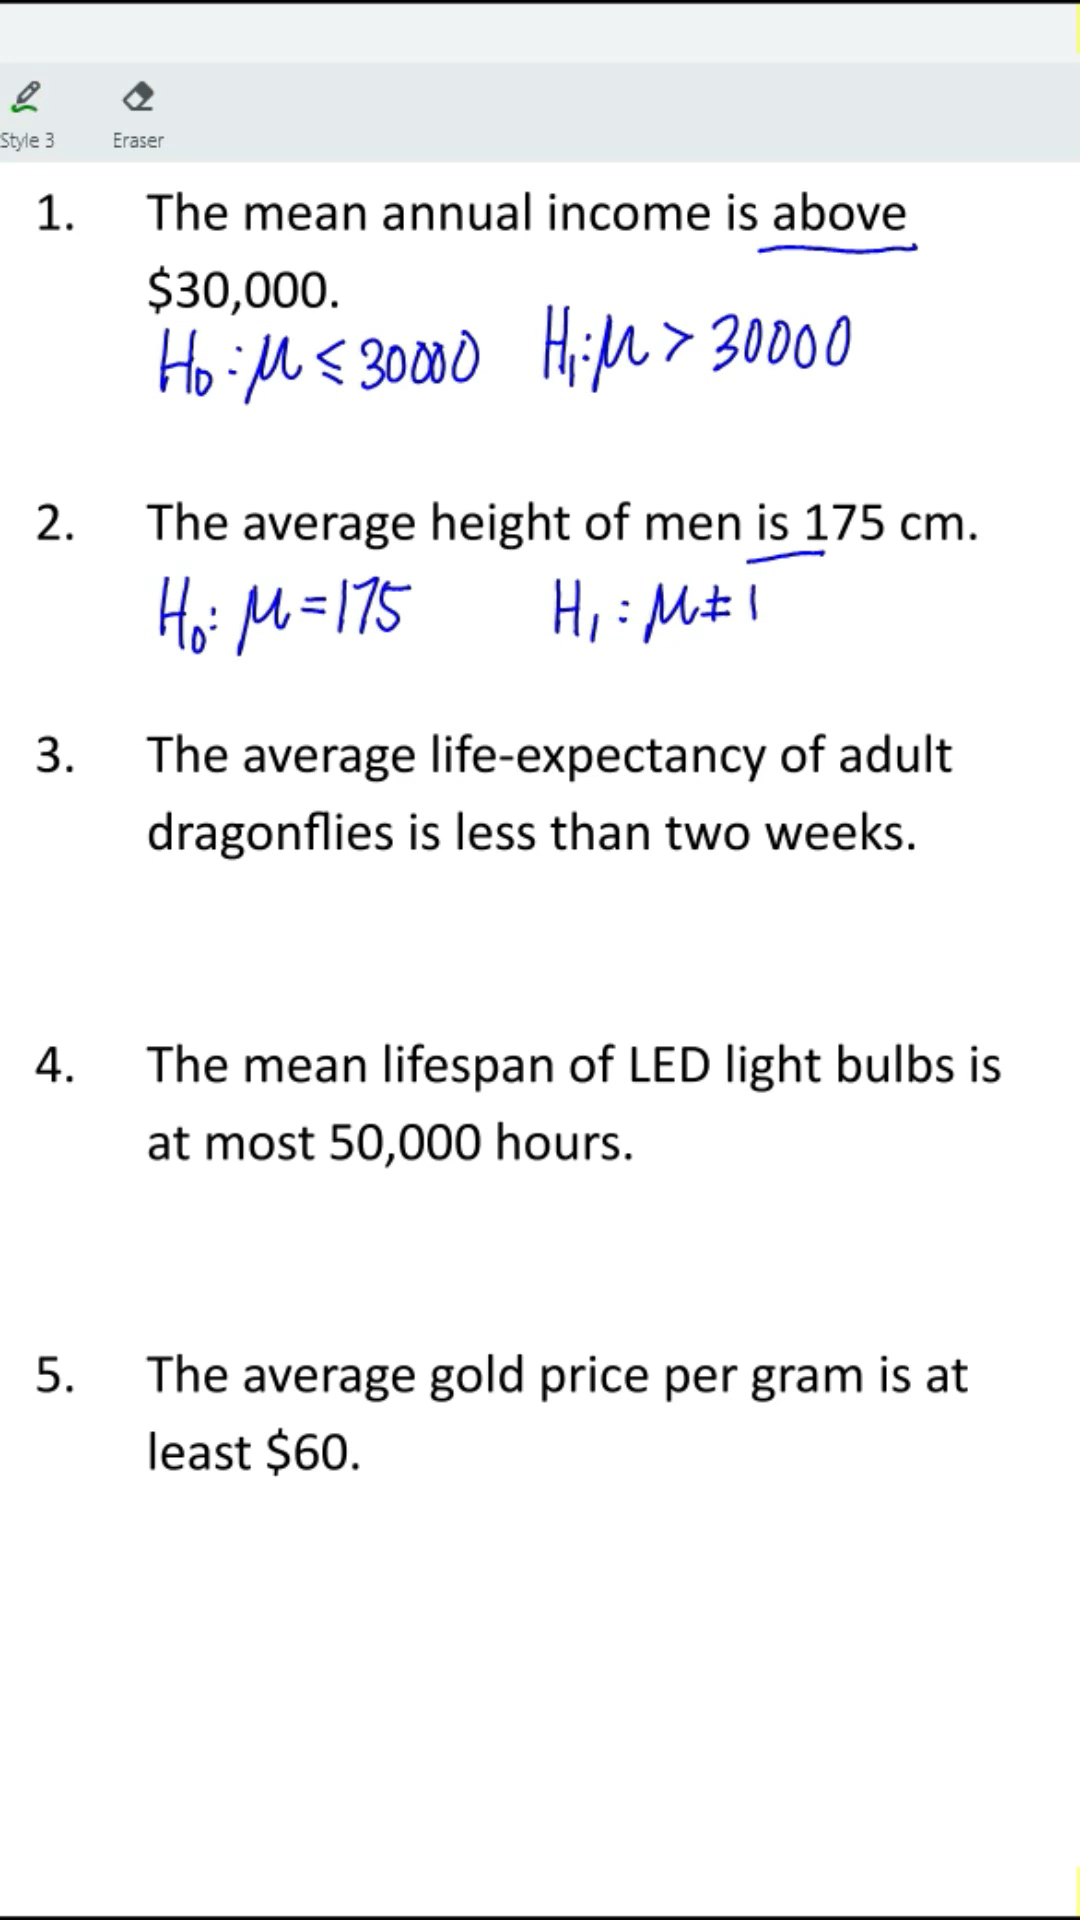 Style 3
Eraser
1. The mean annual income is above
$30,000.
H₀: μ ≤ 30000 H₁: μ > 30000
2. The average height of men is 175 cm.
H₀: μ = 175 H₁: μ ≠ 1
3. The average life-expectancy of adult
dragonflies is less than two weeks.
4. The mean lifespan of LED light bulbs is
at most 50,000 hours.
5. The average gold price per gram is at
least $60.